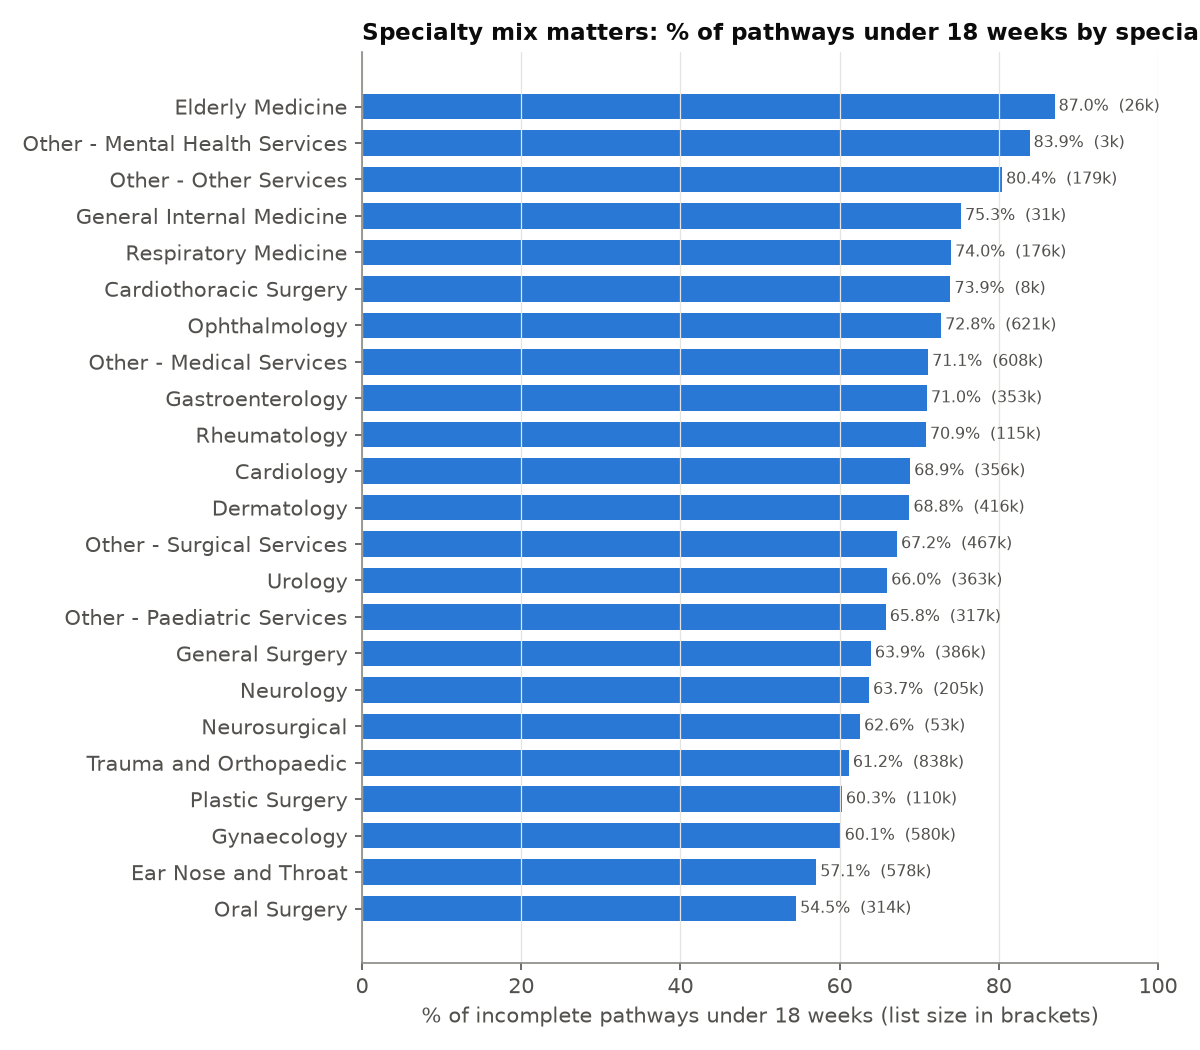 Specialty mix matters: % of pathways under 18 weeks by specia
Elderly Medicine 87.0% (26k)
Other - Mental Health Services 83.9% (3k)
Other - Other Services 80.4% (179k)
General Internal Medicine 75.3% (31k)
Respiratory Medicine 74.0% (176k)
Cardiothoracic Surgery 73.9% (8k)
Ophthalmology 72.8% (621k)
Other - Medical Services 71.1% (608k)
Gastroenterology 71.0% (353k)
Rheumatology 70.9% (115k)
Cardiology 68.9% (356k)
Dermatology 68.8% (416k)
Other - Surgical Services 67.2% (467k)
Urology 66.0% (363k)
Other - Paediatric Services 65.8% (317k)
General Surgery 63.9% (386k)
Neurology 63.7% (205k)
Neurosurgical 62.6% (53k)
Trauma and Orthopaedic 61.2% (838k)
Plastic Surgery 60.3% (110k)
Gynaecology 60.1% (580k)
Ear Nose and Throat 57.1% (578k)
Oral Surgery 54.5% (314k)
0 20 40 60 80 100
% of incomplete pathways under 18 weeks (list size in brackets)